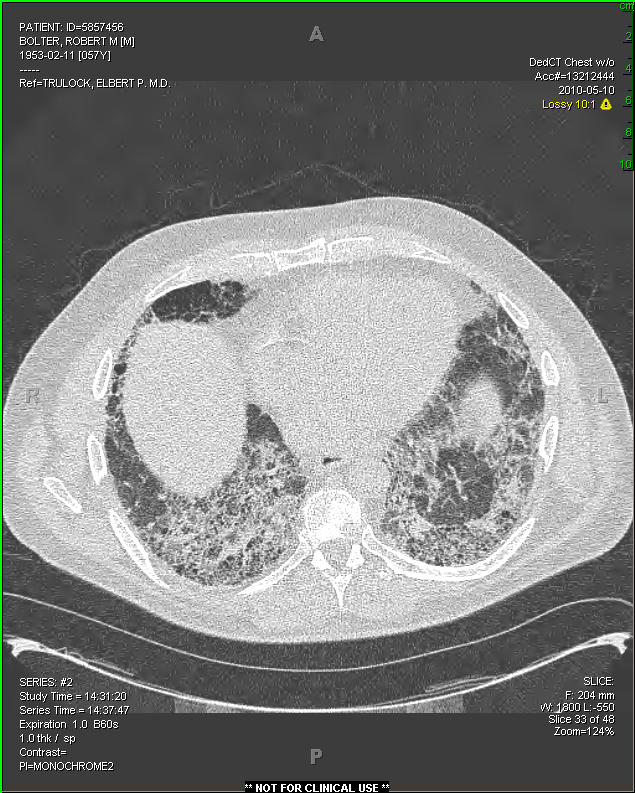 PATIENT: ID=5857456
BOLTER, ROBERT M [M]
1953-02-11 [057Y]
-----
Ref=TRULOCK, ELBERT P. M.D.
A
cm
2
4
6
8
10
DedCT Chest w/o
Acc#=13212444
2010-05-10
Lossy 10:1
R
L
SERIES: #2
Study Time = 14:31:20
Series Time = 14:37:47
Expiration 1.0 B60s
1.0 thk / sp
Contrast=
PI=MONOCHROME2
SLICE:
F: 204 mm
W: 1800 L:-550
Slice 33 of 48
Zoom=124%
P
** NOT FOR CLINICAL USE **